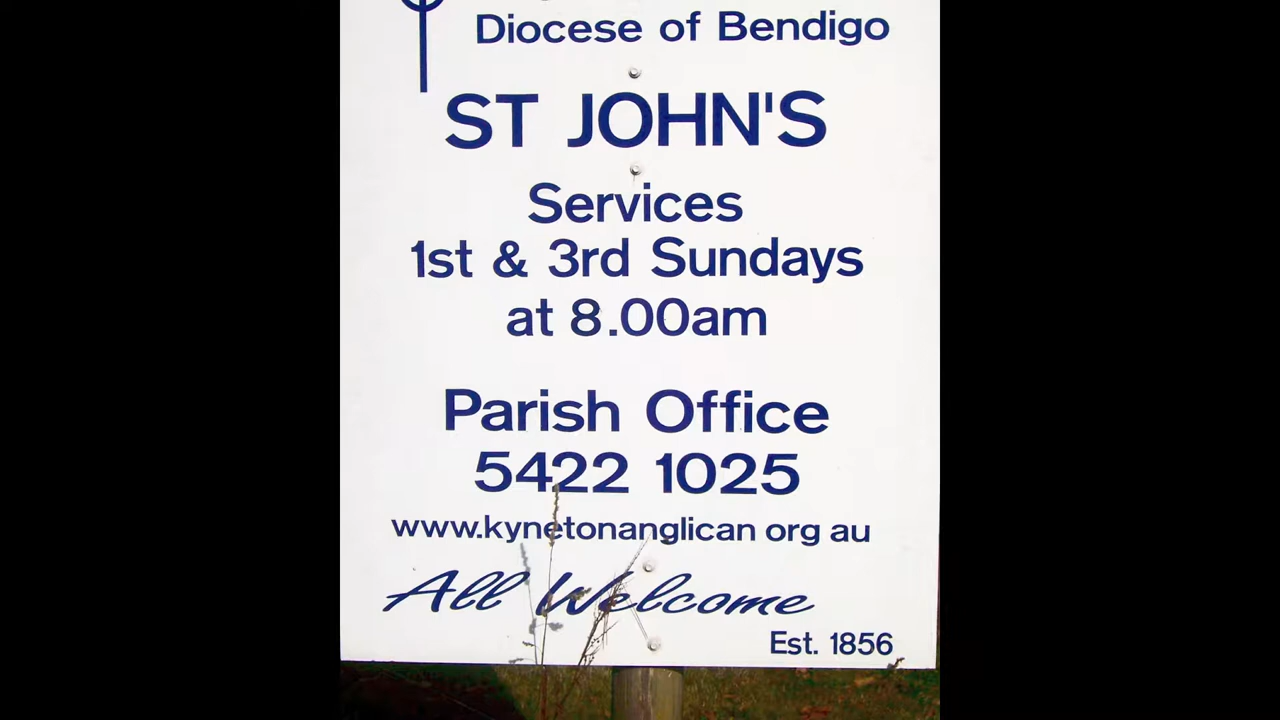 Diocese of Bendigo
ST JOHN'S
Services
1st & 3rd Sundays
at 8.00am
Parish Office
5422 1025
www.kynetonanglican org au
All Welcome
Est. 1856